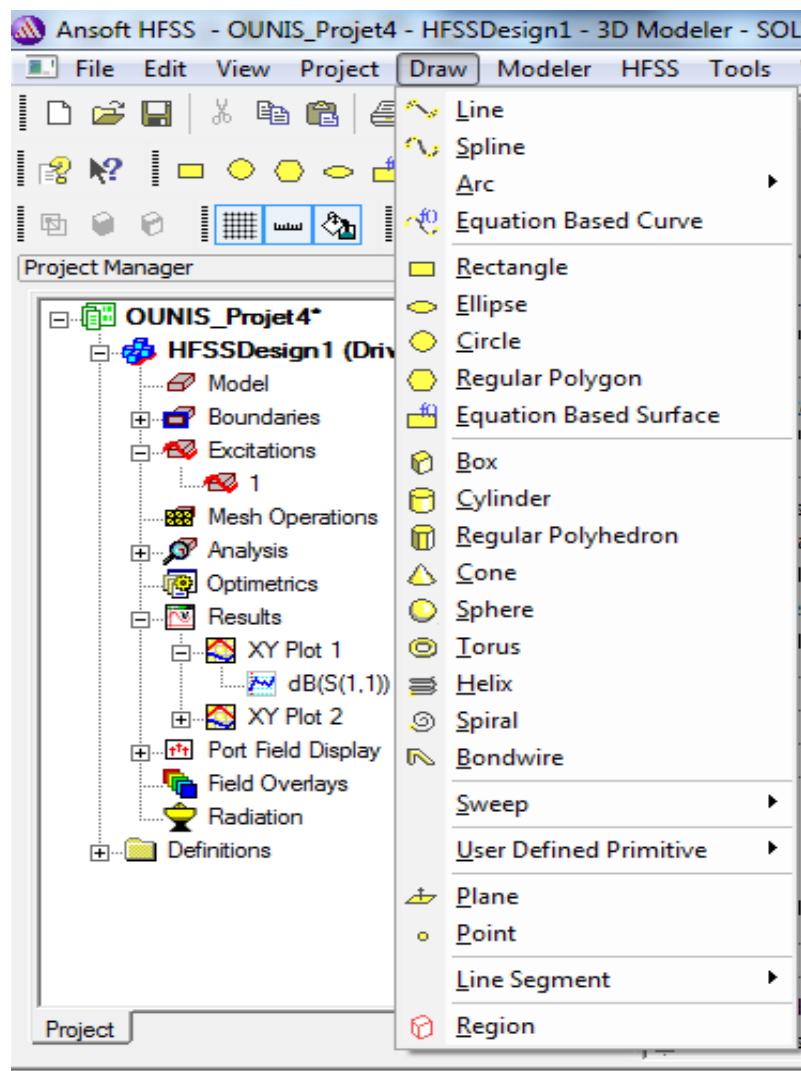 Ansoft HFSS - OUNIS_Projet4 - HFSSDesign1 - 3D Modeler - SOL
File Edit View Project Draw Modeler HFSS Tools
Project Manager
OUNIS_Projet4*
HFSSDesign1 (Driv
Model
Boundaries
Excitations
1
Mesh Operations
Analysis
Optimetrics
Results
XY Plot 1
dB(S(1,1))
XY Plot 2
Port Field Display
Field Overlays
Radiation
Definitions
Project
Line
Spline
Arc
Equation Based Curve
Rectangle
Ellipse
Circle
Regular Polygon
Equation Based Surface
Box
Cylinder
Regular Polyhedron
Cone
Sphere
Torus
Helix
Spiral
Bondwire
Sweep
User Defined Primitive
Plane
Point
Line Segment
Region